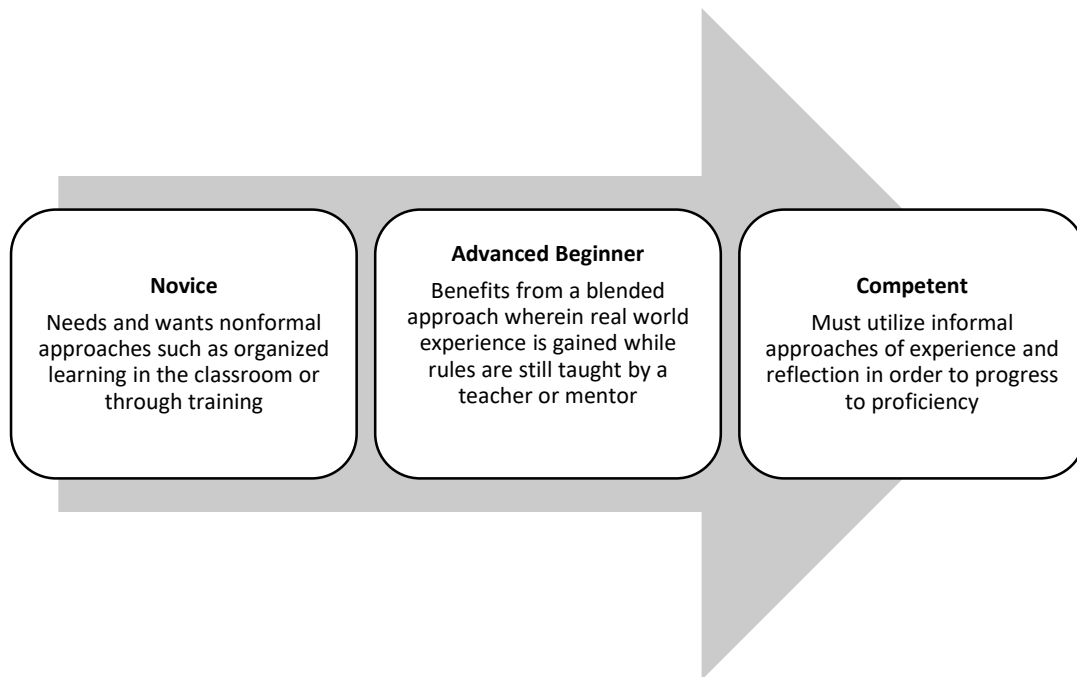 Novice
Needs and wants nonformal
approaches such as organized
learning in the classroom or
through training
Advanced Beginner
Benefits from a blended
approach wherein real world
experience is gained while
rules are still taught by a
teacher or mentor
Competent
Must utilize informal
approaches of experience and
reflection in order to progress
to proficiency